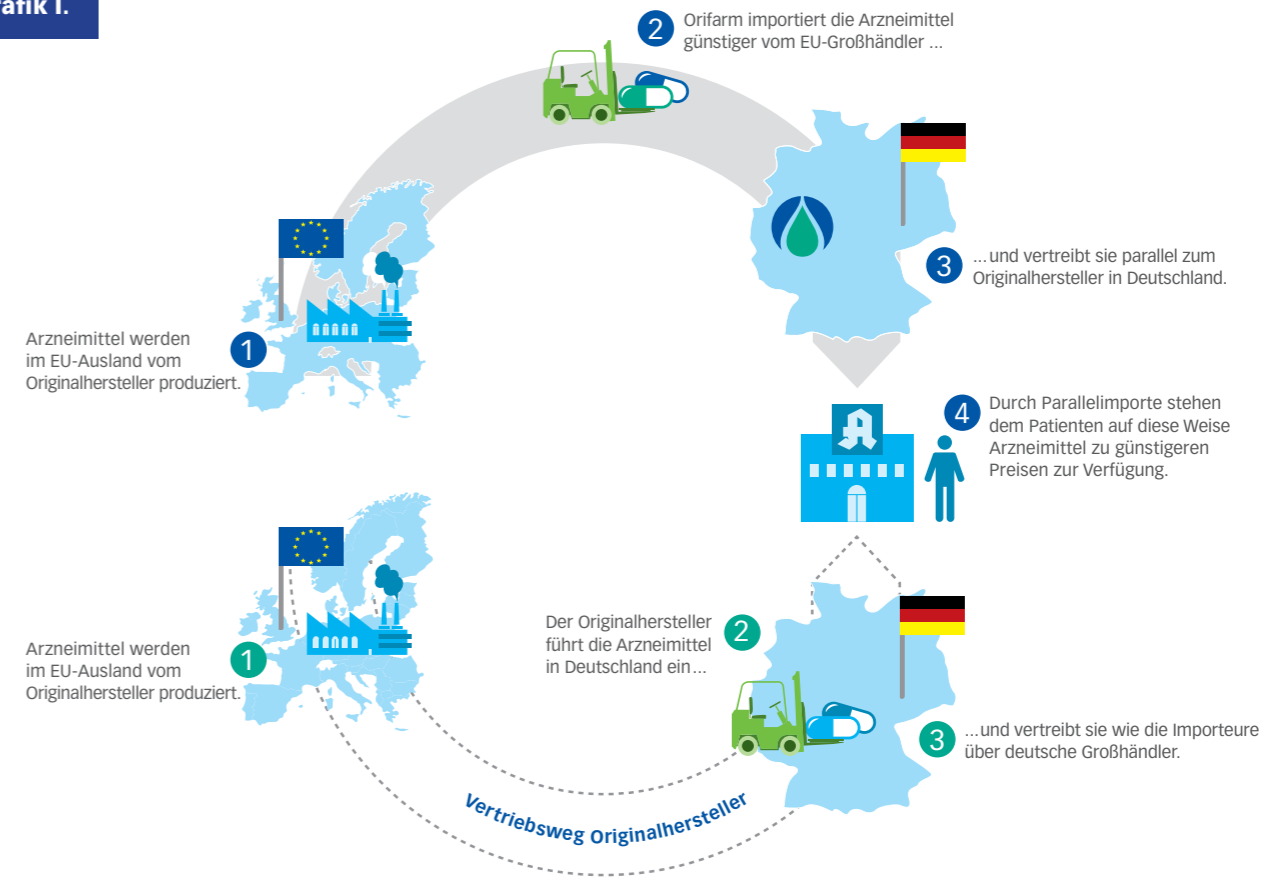 afik I.
2
Orifarm importiert die Arzneimittel
günstiger vom EU-Großhändler ...
3
...und vertreibt sie parallel zum
Originalhersteller in Deutschland.
1
Arzneimittel werden
im EU-Ausland vom
Originalhersteller produziert.
4
Durch Parallelimporte stehen
dem Patienten auf diese Weise
Arzneimittel zu günstigeren
Preisen zur Verfügung.
A
1
Arzneimittel werden
im EU-Ausland vom
Originalhersteller produziert.
2
Der Originalhersteller
führt die Arzneimittel
in Deutschland ein...
3
...und vertreibt sie wie die Importeure
über deutsche Großhändler.
Vertriebsweg Originalhersteller